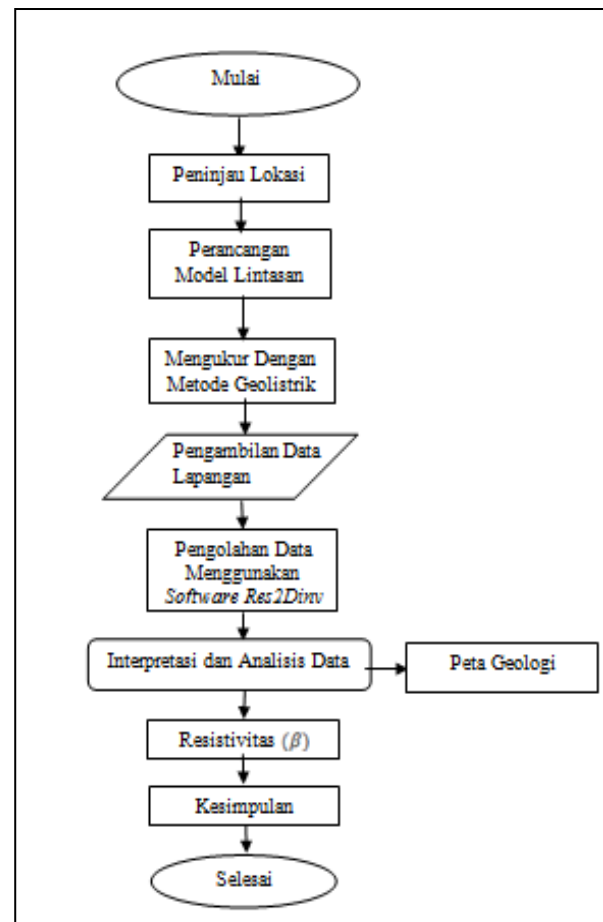 Mulai
Peninjau Lokasi
Perancangan
Model Lintasan
Mengukur Dengan
Metode Geolistrik
Pengambilan Data
Lapangan
Pengolahan Data
Menggunakan
Software Res2Dinv
Interpretasi dan Analisis Data
Peta Geologi
Resistivitas (β)
Kesimpulan
Selesai